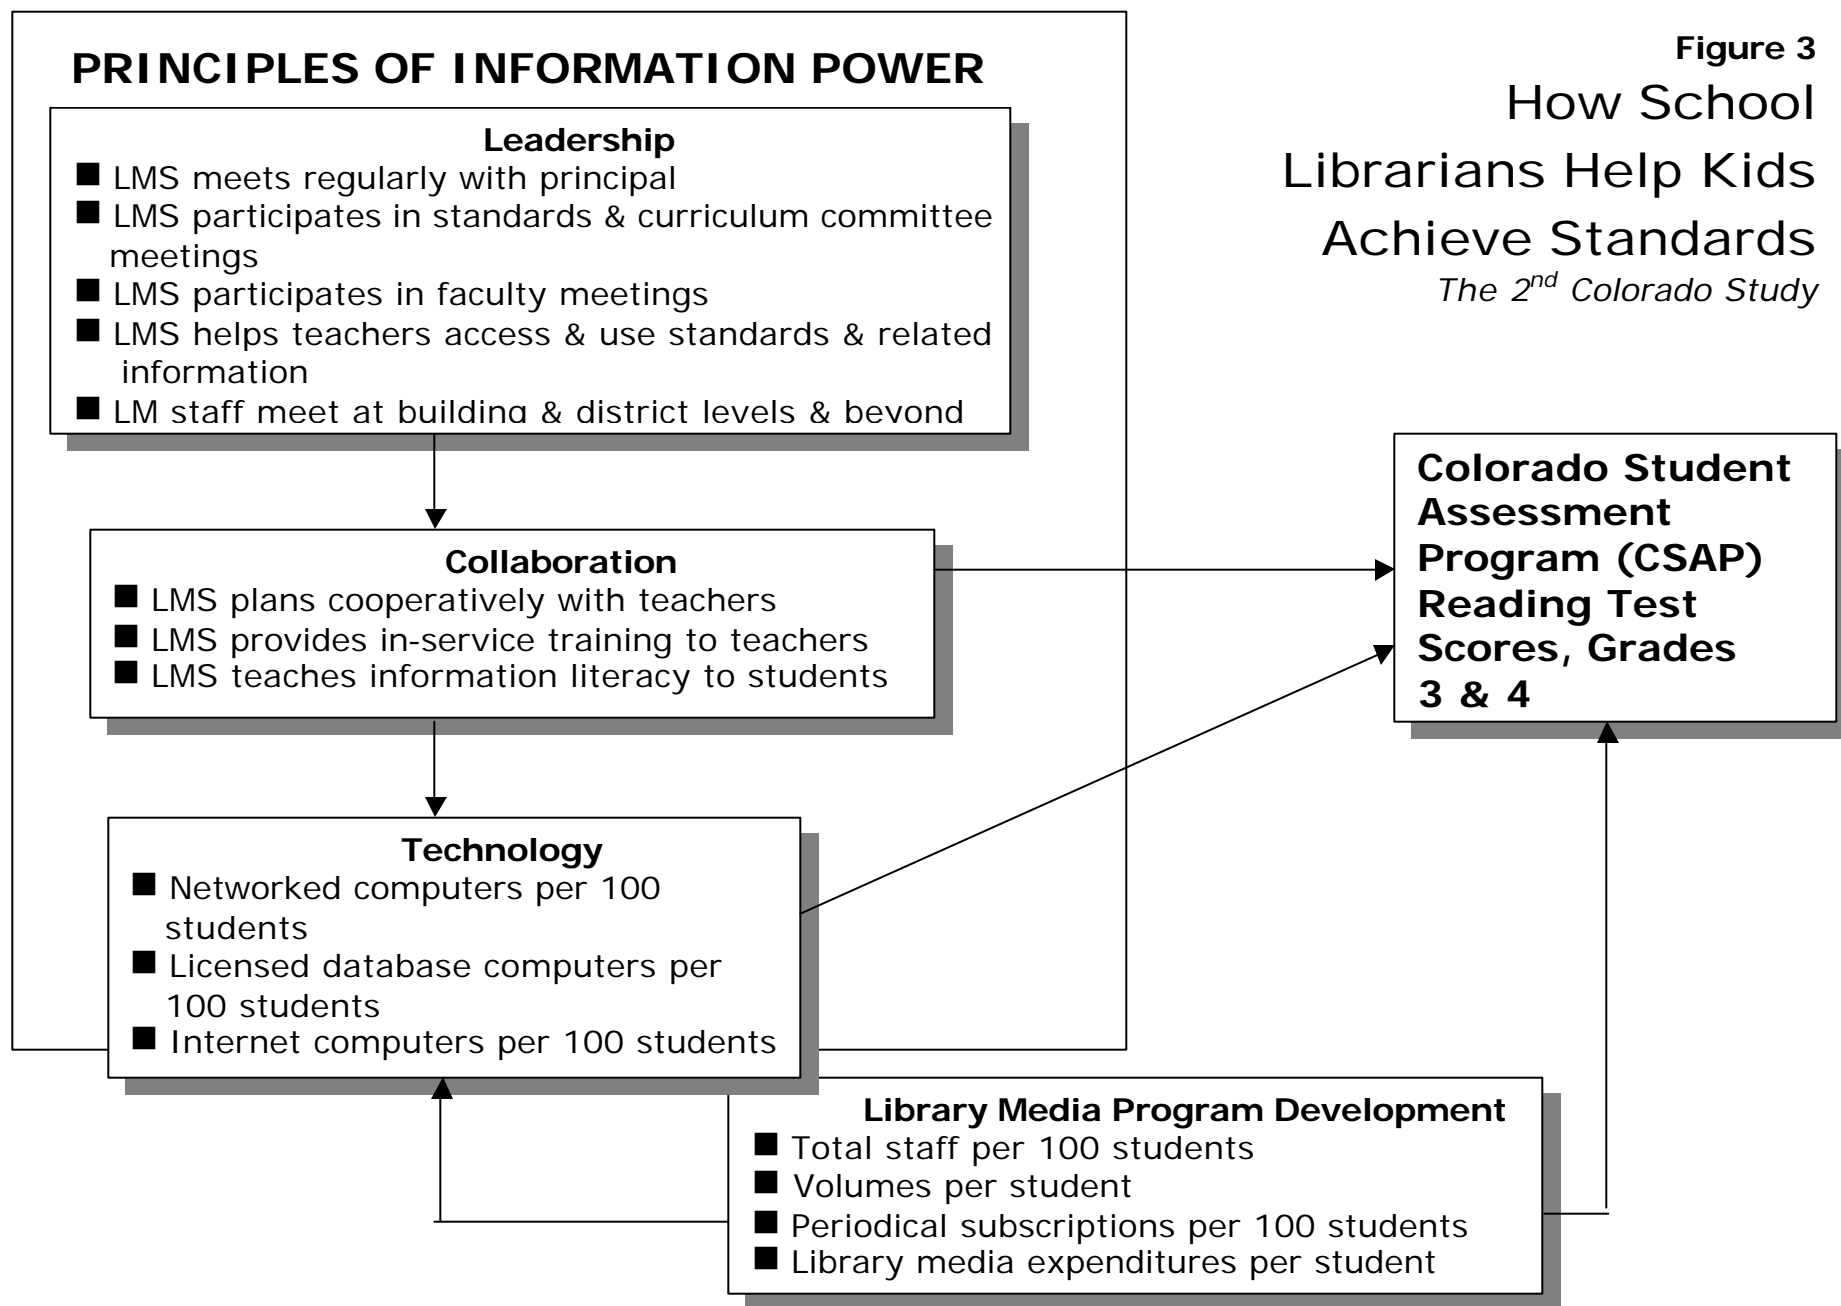 PRINCIPLES OF INFORMATION POWER
Leadership
■ LMS meets regularly with principal
■ LMS participates in standards & curriculum committee
meetings
■ LMS participates in faculty meetings
■ LMS helps teachers access & use standards & related
information
■ LM staff meet at building & district levels & beyond
Collaboration
■ LMS plans cooperatively with teachers
■ LMS provides in-service training to teachers
■ LMS teaches information literacy to students
Technology
■ Networked computers per 100
students
■ Licensed database computers per
100 students
■ Internet computers per 100 students
Figure 3
How School
Librarians Help Kids
Achieve Standards
The 2nd Colorado Study
Colorado Student
Assessment
Program (CSAP)
Reading Test
Scores, Grades
3 & 4
Library Media Program Development
■ Total staff per 100 students
■ Volumes per student
■ Periodical subscriptions per 100 students
■ Library media expenditures per student